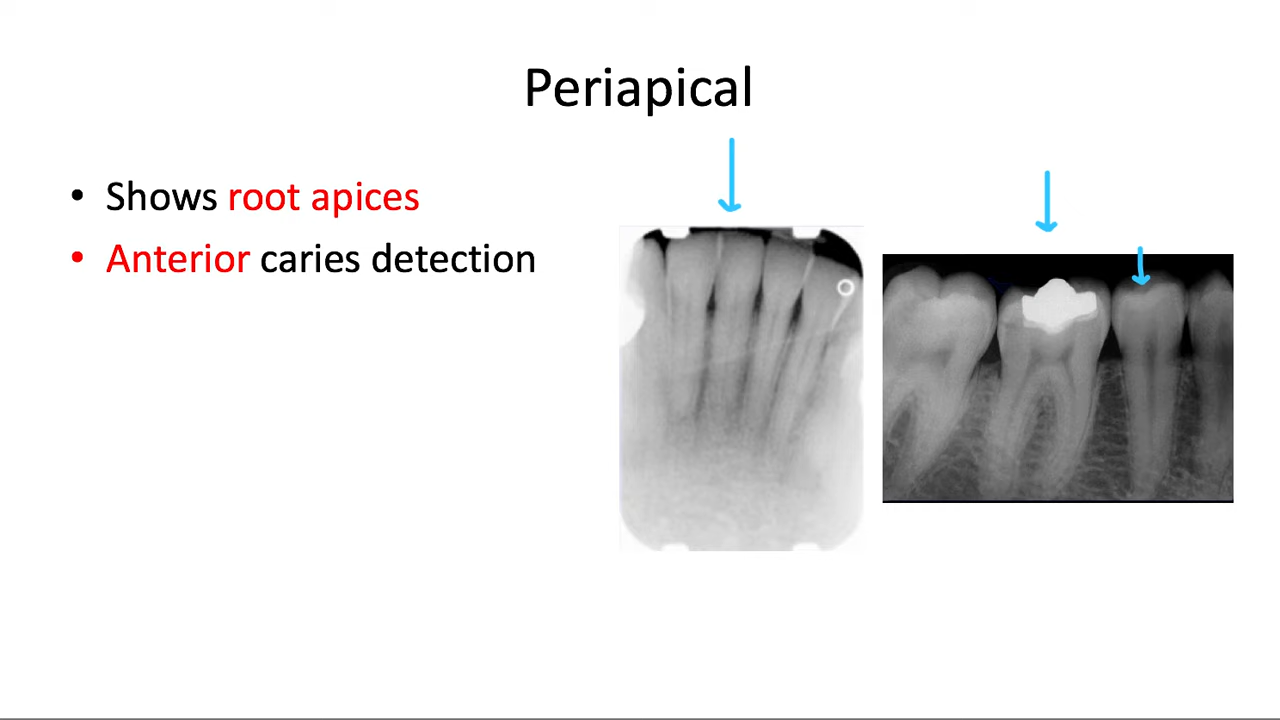 Periapical
• Shows root apices
• Anterior caries detection